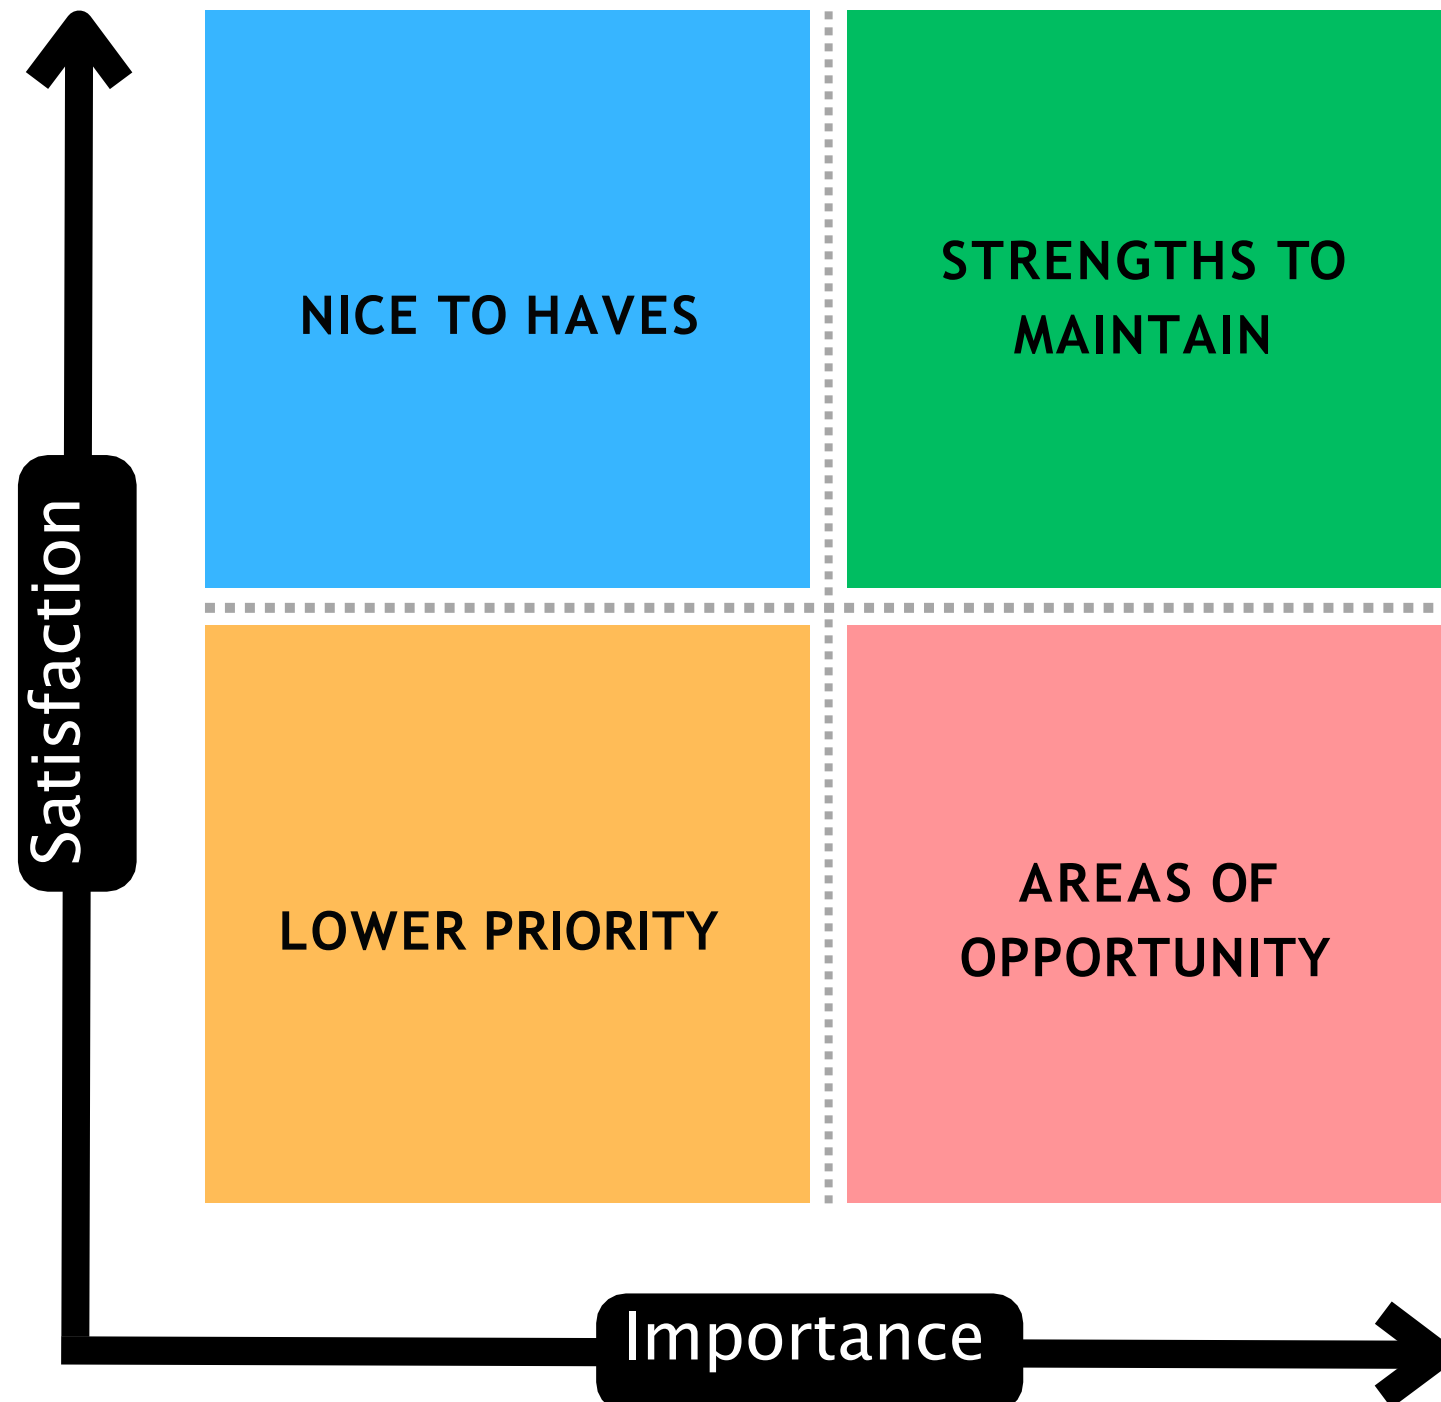 NICE TO HAVES
STRENGTHS TO
MAINTAIN
Satisfaction
LOWER PRIORITY
AREAS OF
OPPORTUNITY
Importance